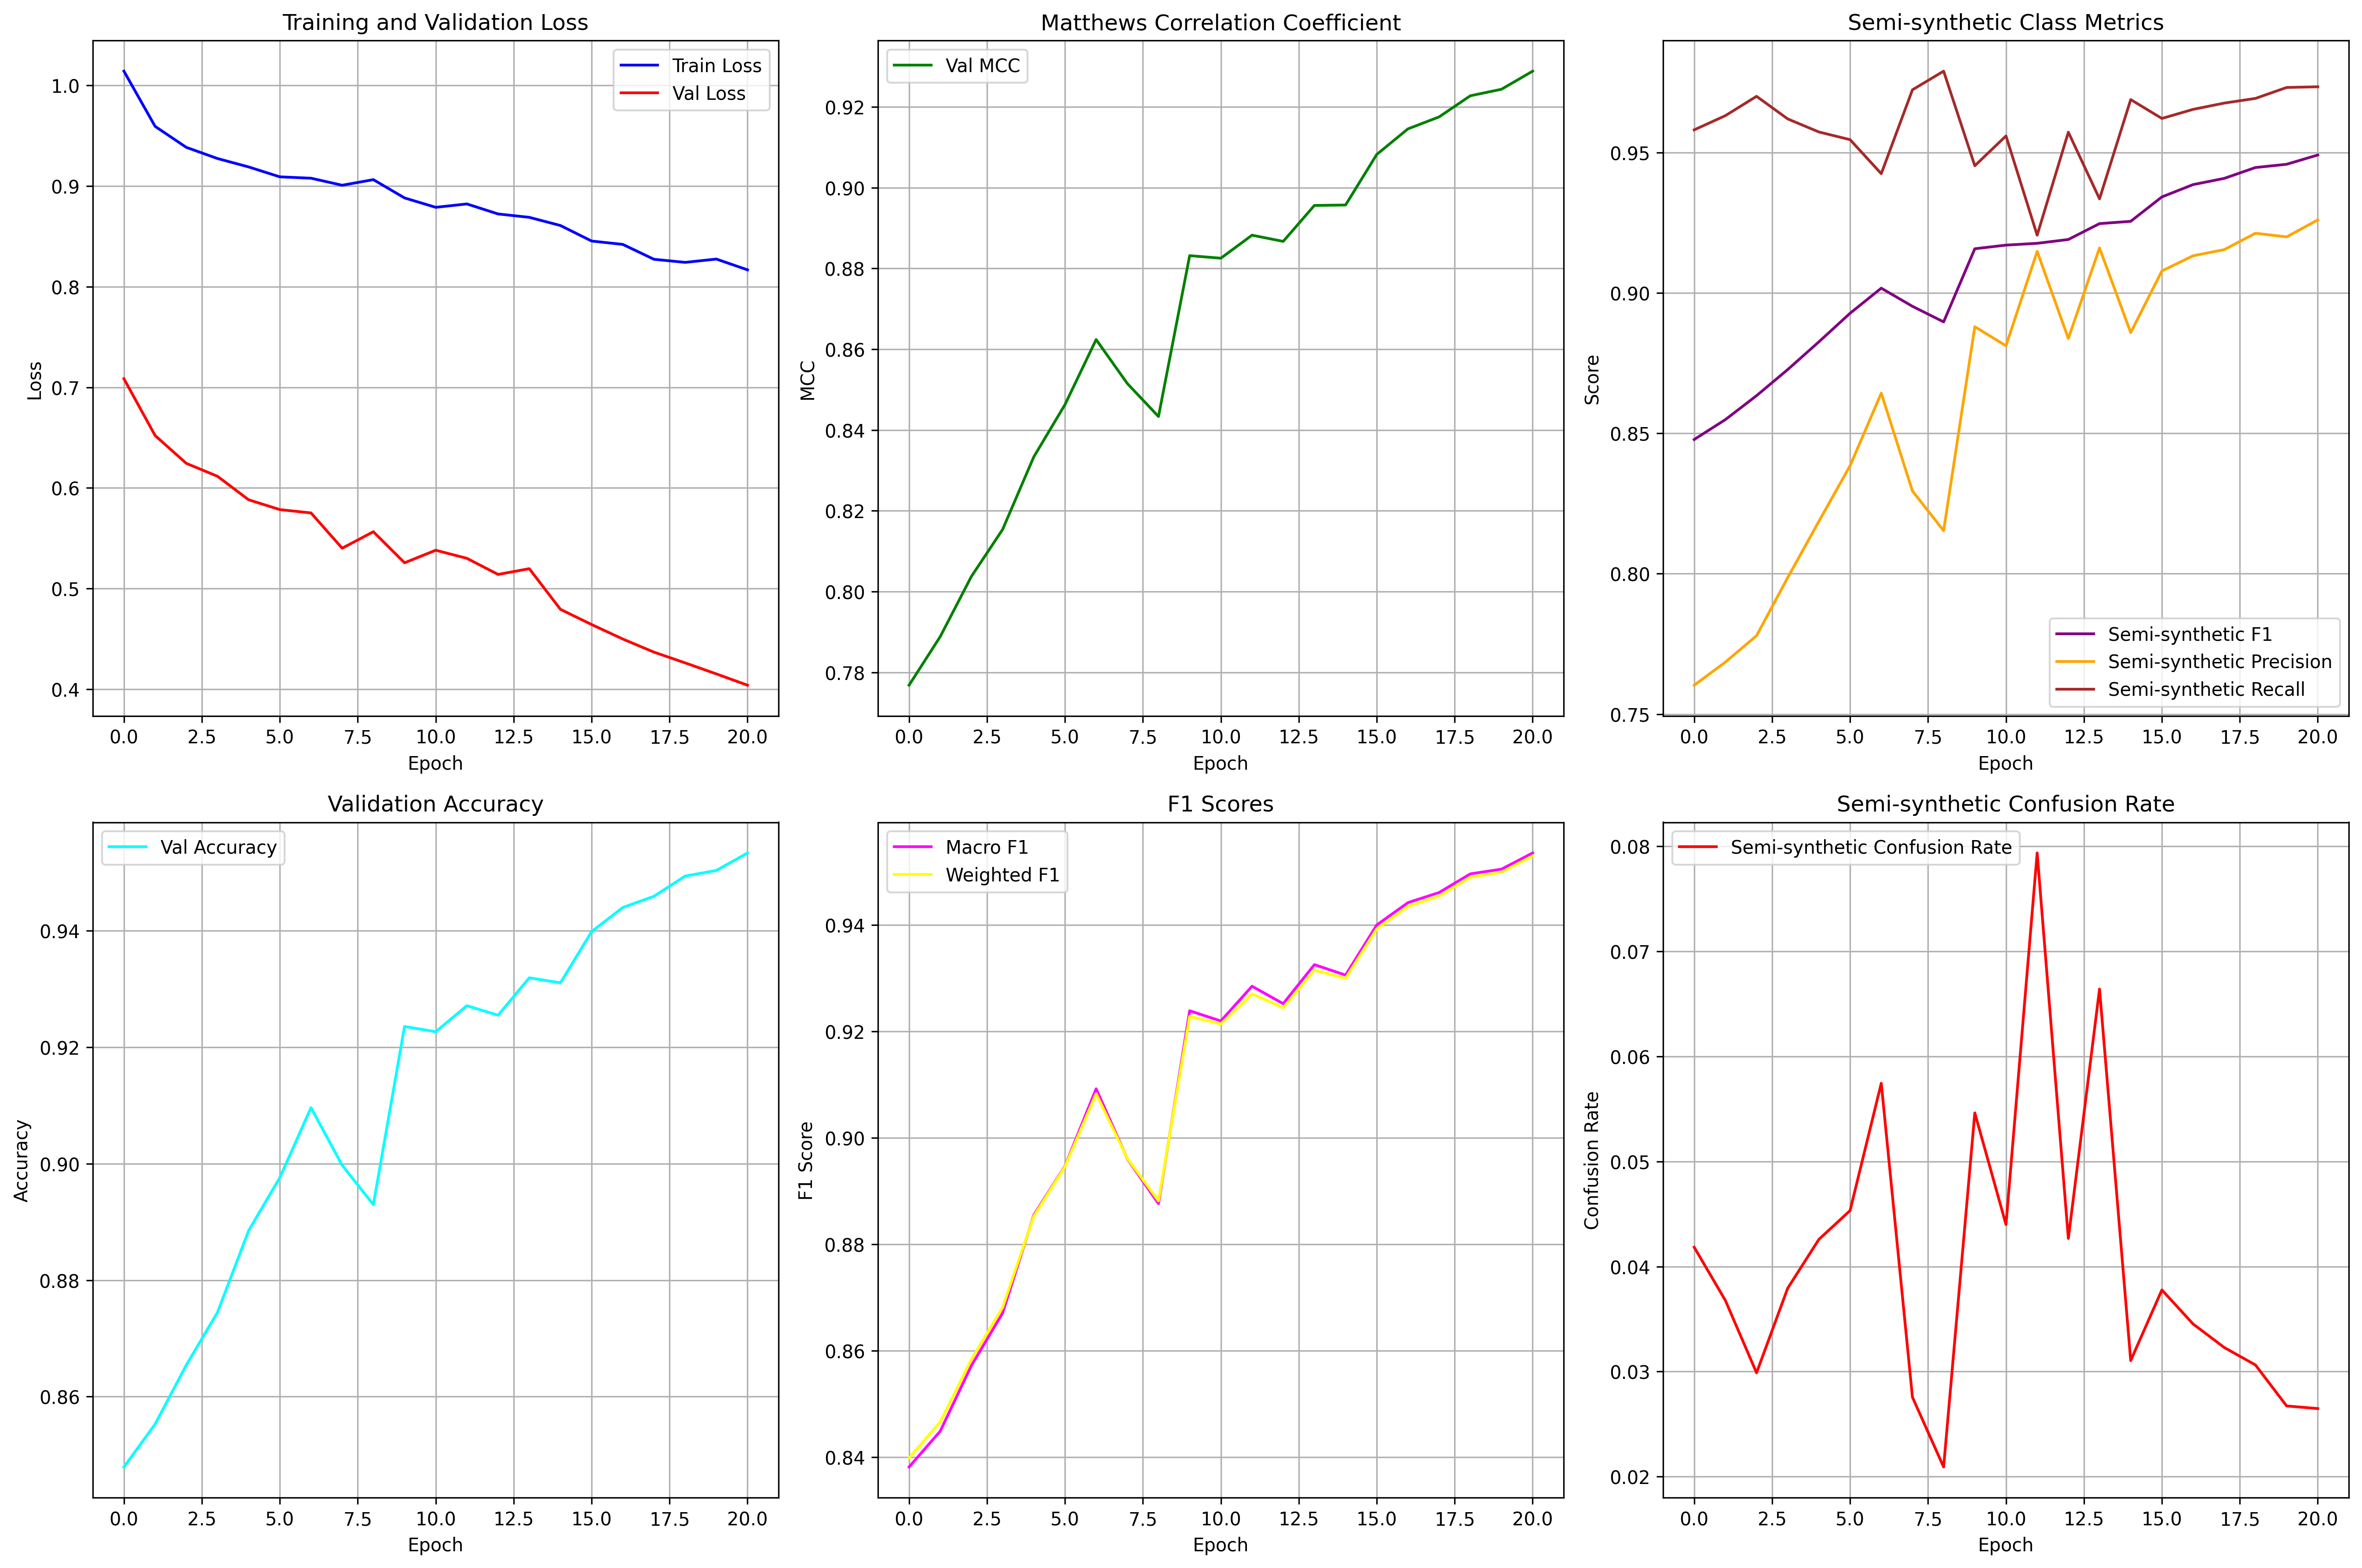 Training and Validation Loss
Train Loss
Val Loss
1.0
0.9
0.8
0.7
0.6
0.5
0.4
Loss
0.0 2.5 5.0 7.5 10.0 12.5 15.0 17.5 20.0
Epoch
Matthews Correlation Coefficient
Val MCC
0.92
0.90
0.88
0.86
0.84
0.82
0.80
0.78
MCC
0.0 2.5 5.0 7.5 10.0 12.5 15.0 17.5 20.0
Epoch
Semi-synthetic Class Metrics
0.95
0.90
0.85
0.80
0.75
Score
Semi-synthetic F1
Semi-synthetic Precision
Semi-synthetic Recall
0.0 2.5 5.0 7.5 10.0 12.5 15.0 17.5 20.0
Epoch
Validation Accuracy
Val Accuracy
0.94
0.92
0.90
0.88
0.86
Accuracy
0.0 2.5 5.0 7.5 10.0 12.5 15.0 17.5 20.0
Epoch
F1 Scores
Macro F1
Weighted F1
0.94
0.92
0.90
0.88
0.86
0.84
F1 Score
0.0 2.5 5.0 7.5 10.0 12.5 15.0 17.5 20.0
Epoch
Semi-synthetic Confusion Rate
Semi-synthetic Confusion Rate
0.08
0.07
0.06
0.05
0.04
0.03
0.02
Confusion Rate
0.0 2.5 5.0 7.5 10.0 12.5 15.0 17.5 20.0
Epoch